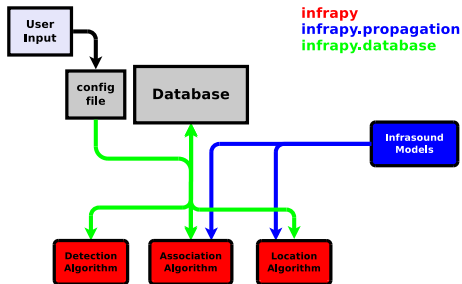 User
Input
infrapy
infrapy.propagation
infrapy.database
config
file
Database
Infrasound
Models
Detection
Algorithm
Association
Algorithm
Location
Algorithm